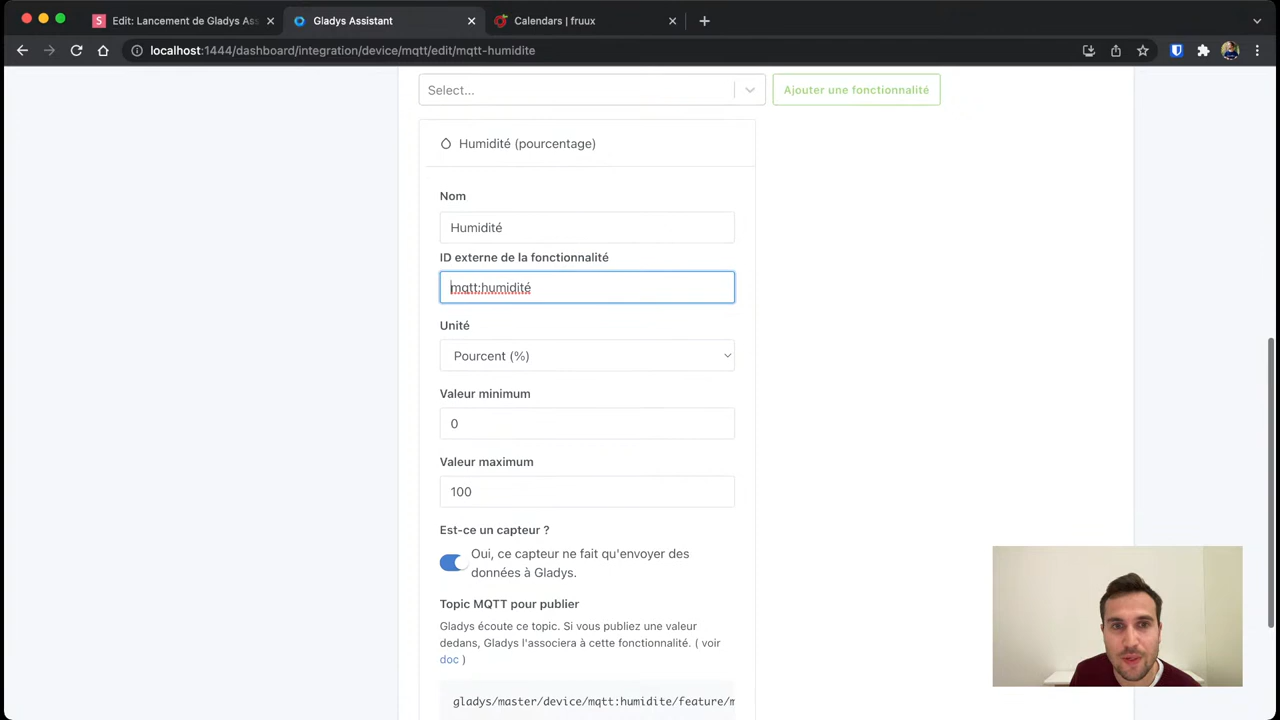 Edit: Lancement de Gladys Ass
Gladys Assistant
Calendars | fruux
localhost:1444/dashboard/integration/device/mqtt/edit/mqtt-humidite
Select...
Ajouter une fonctionnalité
Humidité (pourcentage)
Nom
Humidité
ID externe de la fonctionnalité
mqtt:humidité
Unité
Pourcent (%)
Valeur minimum
0
Valeur maximum
100
Est-ce un capteur ?
Oui, ce capteur ne fait qu'envoyer des
données à Gladys.
Topic MQTT pour publier
Gladys écoute ce topic. Si vous publiez une valeur
dedans, Gladys l'associera à cette fonctionnalité. ( voir
doc )
gladys/master/device/mqtt:humidite/feature/m